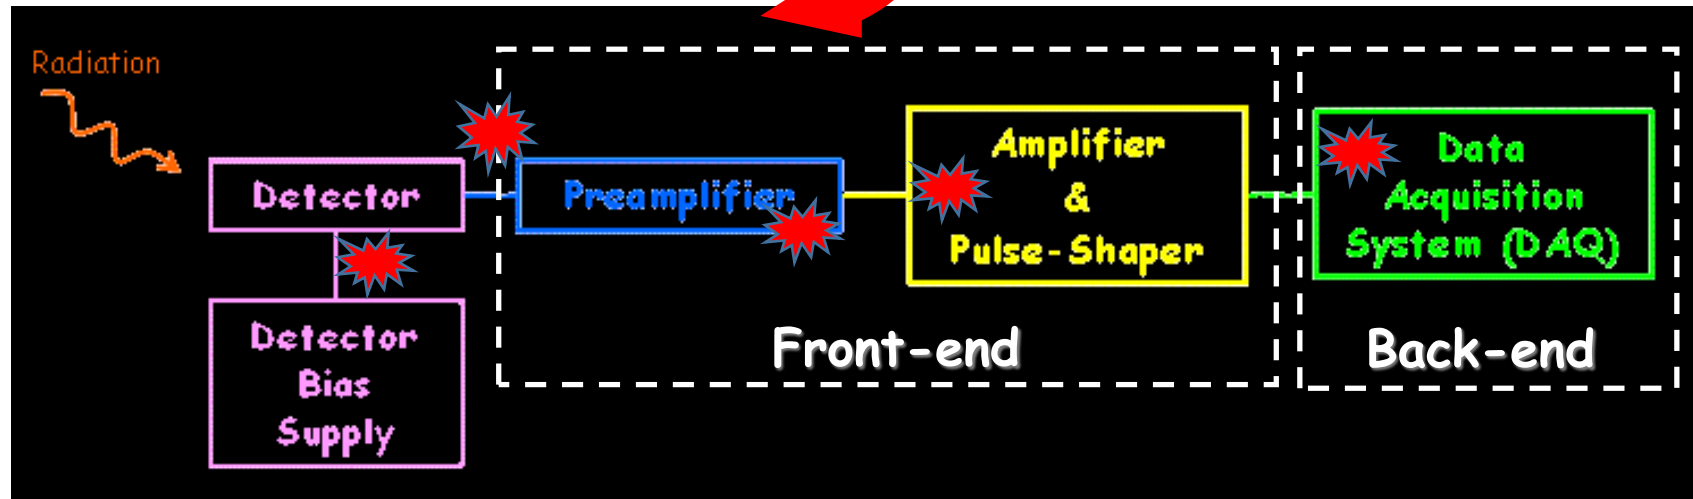 Radiation
Detector
Preamplifier
Amplifier
&
Pulse-Shaper
Data
Acquisition
System (DAQ)
Detector
Bias
Supply
Front-end
Back-end